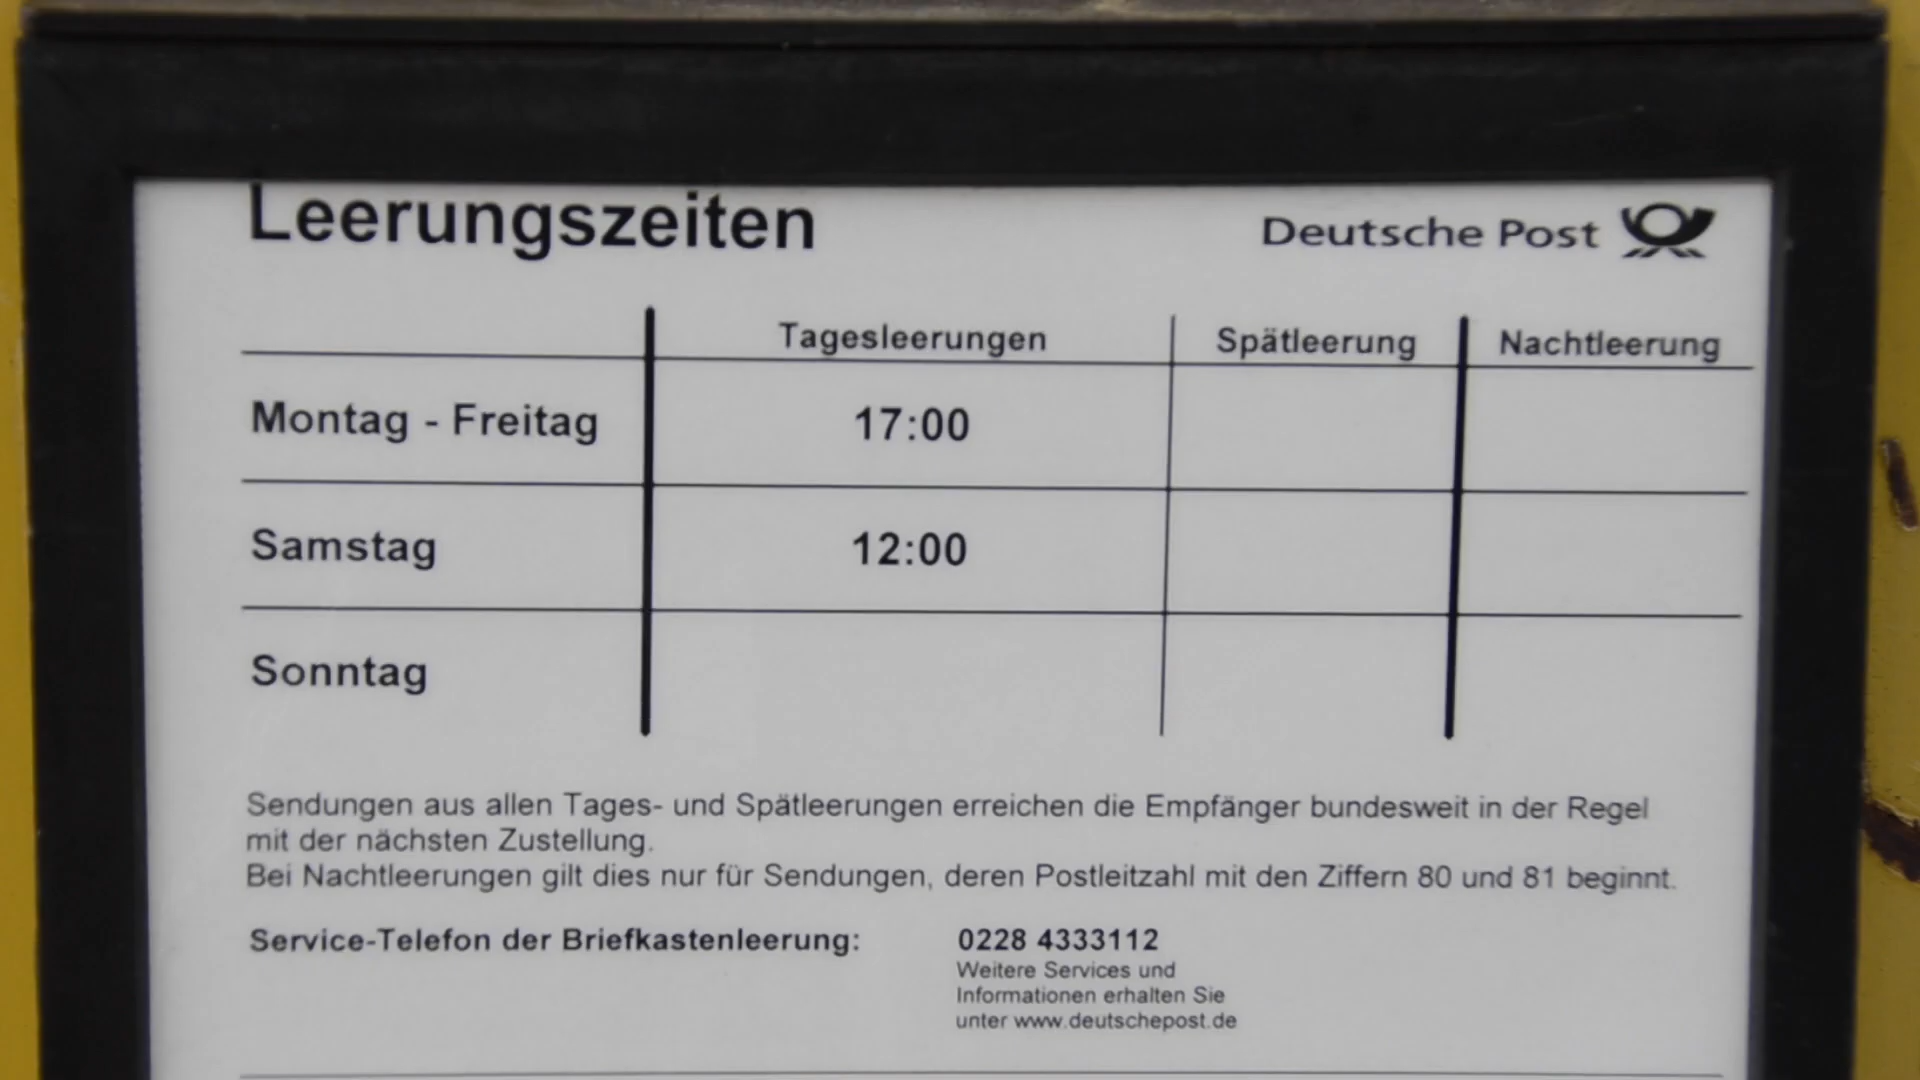 Leerungszeiten
Deutsche Post
Tagesleerungen Spätleerung Nachtleerung
Montag - Freitag 17:00
Samstag 12:00
Sonntag
Sendungen aus allen Tages- und Spätleerungen erreichen die Empfänger bundesweit in der Regel
mit der nächsten Zustellung.
Bei Nachtleerungen gilt dies nur für Sendungen, deren Postleitzahl mit den Ziffern 80 und 81 beginnt.
Service-Telefon der Briefkastenleerung: 0228 4333112
Weitere Services und
Informationen erhalten Sie
unter www.deutschepost.de